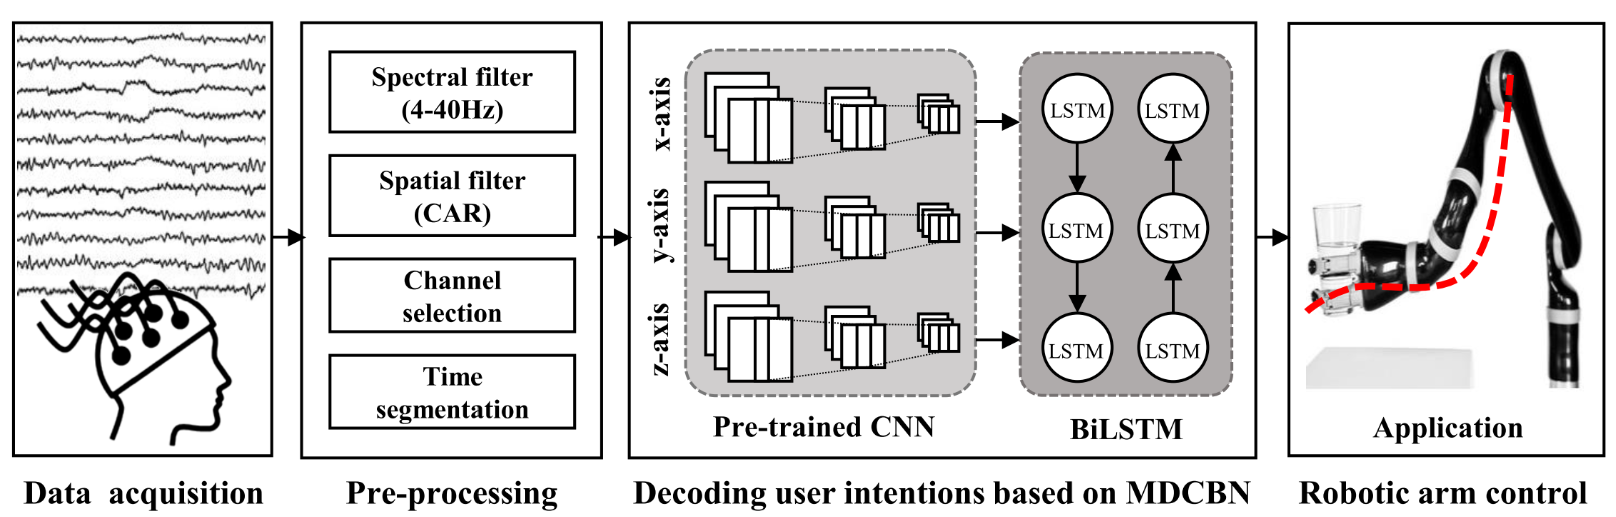 Spectral filter
(4-40Hz)
Spatial filter
(CAR)
Channel
selection
Time
segmentation
x-axis
y-axis
z-axis
Pre-trained CNN
LSTM
LSTM
LSTM
LSTM
LSTM
LSTM
BiLSTM
Application
Data acquisition
Pre-processing
Decoding user intentions based on MDCBN
Robotic arm control